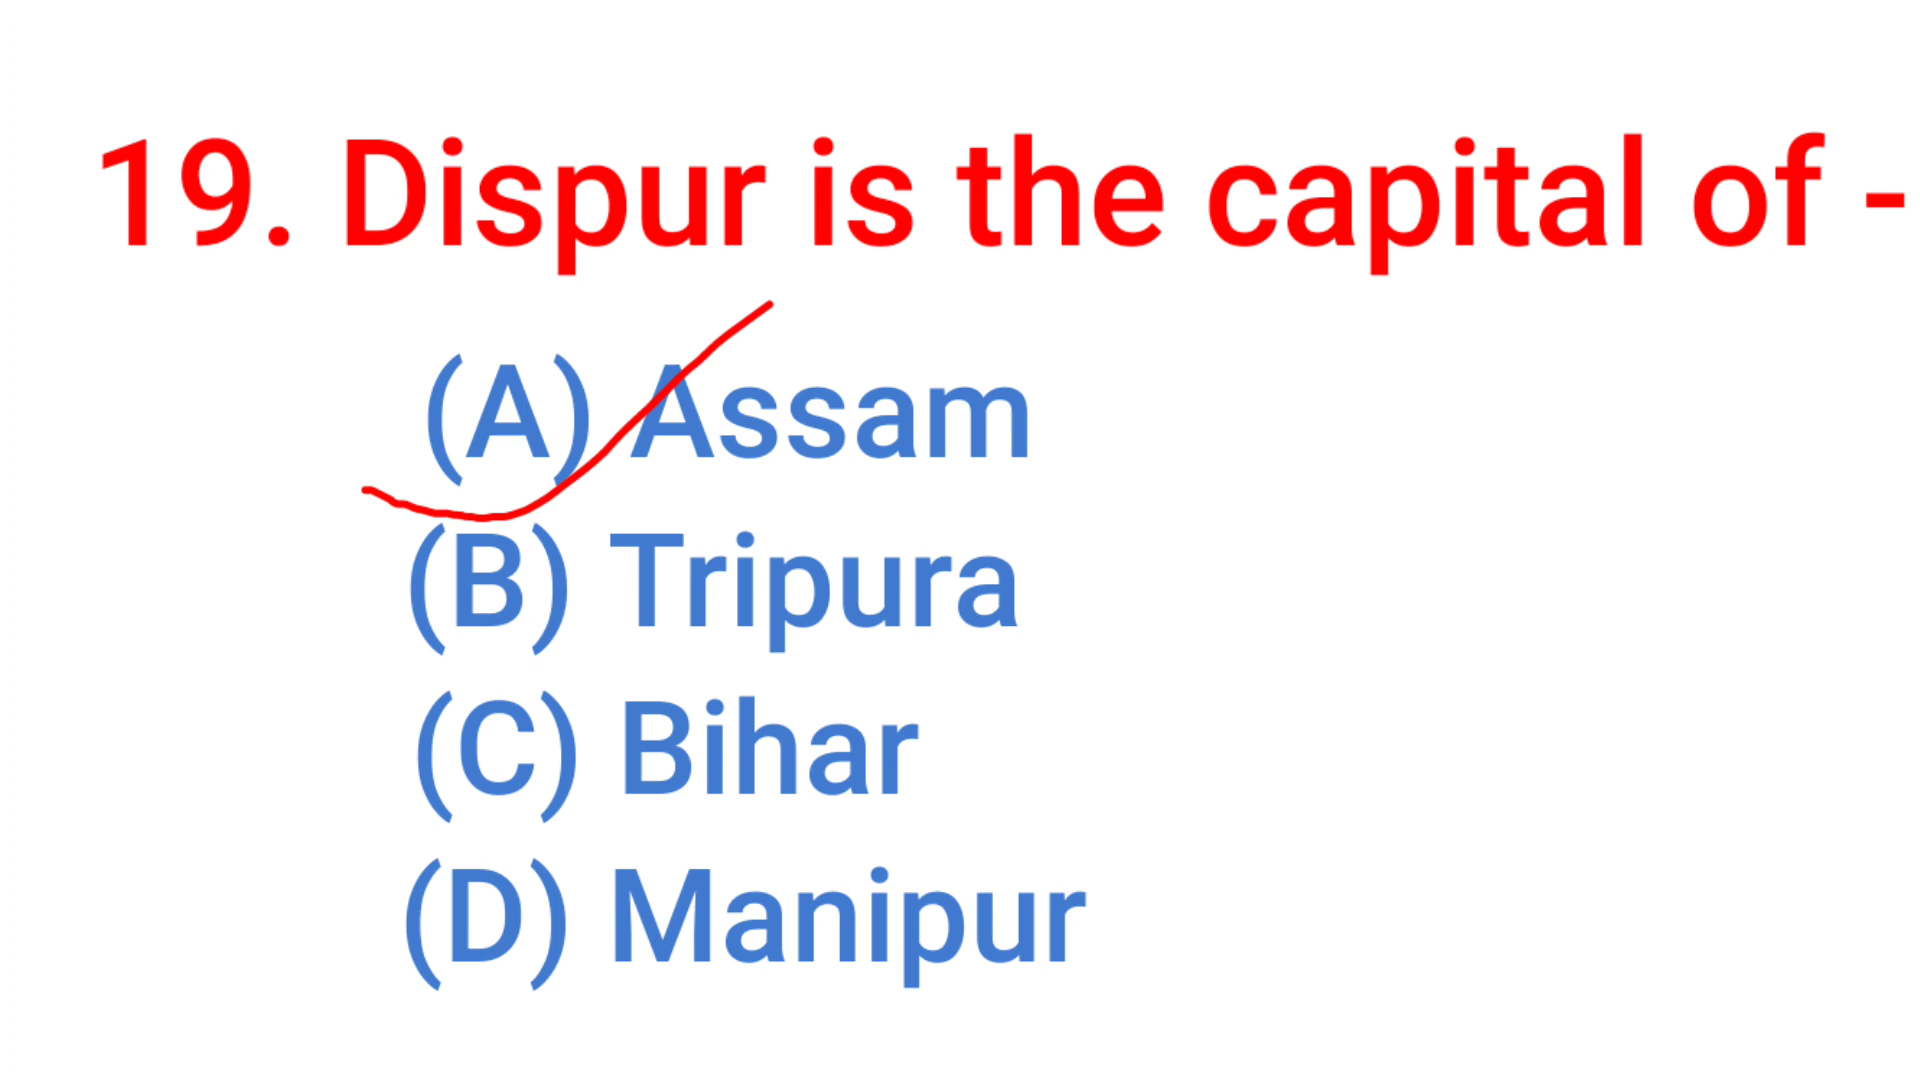 19. Dispur is the capital of -
(A) Assam
(B) Tripura
(C) Bihar
(D) Manipur